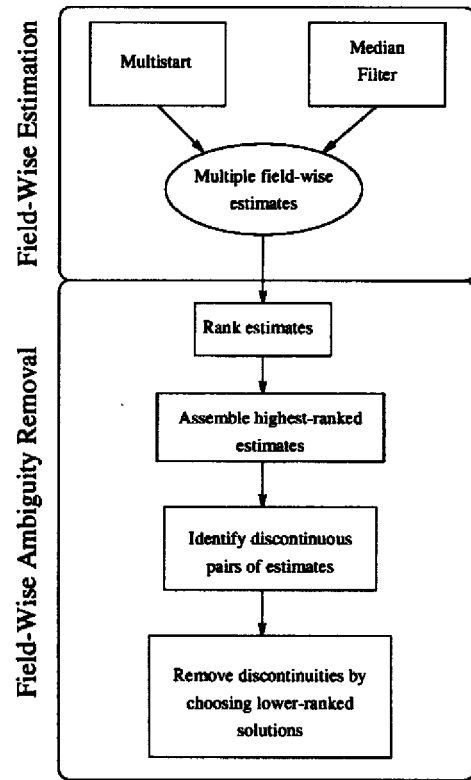 Field-Wise Estimation
Multistart
Median
Filter
Multiple field-wise
estimates
Field-Wise Ambiguity Removal
Rank estimates
Assemble highest-ranked
estimates
Identify discontinuous
pairs of estimates
Remove discontinuities by
choosing lower-ranked
solutions